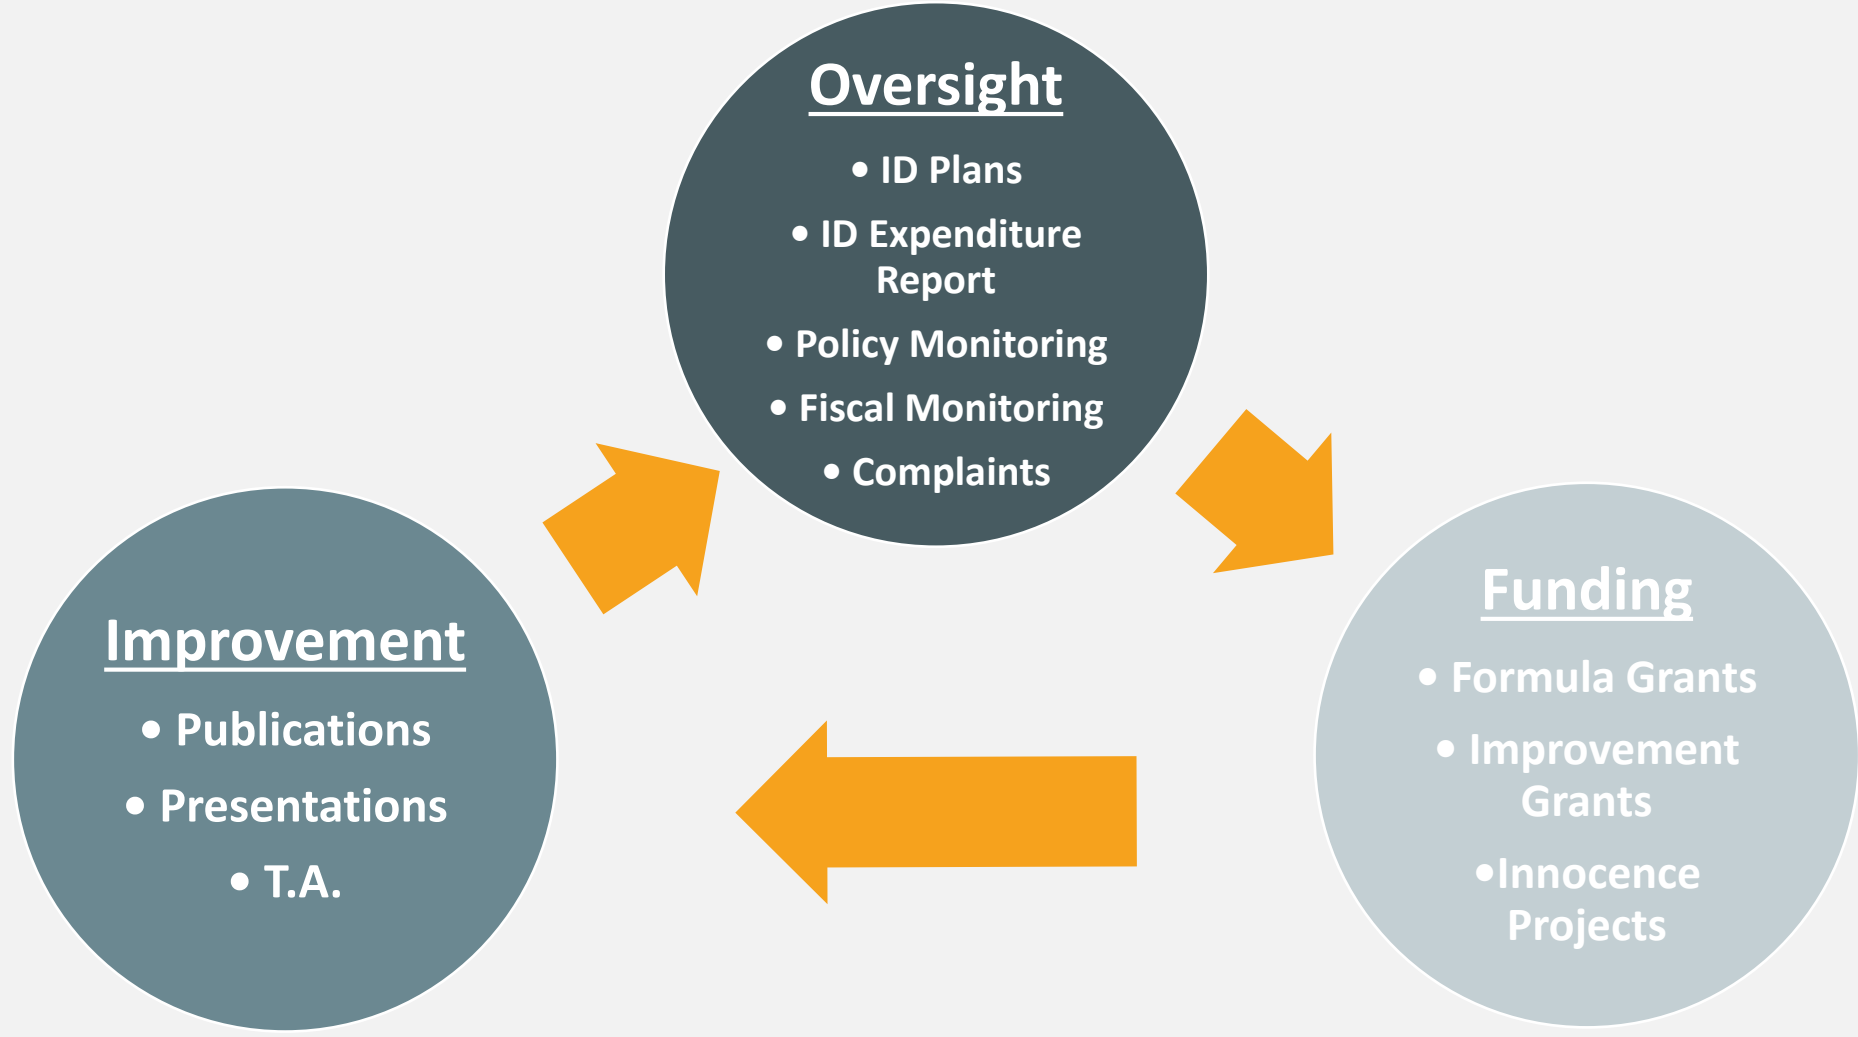 Oversight
• ID Plans
• ID Expenditure
Report
• Policy Monitoring
• Fiscal Monitoring
• Complaints
Funding
• Formula Grants
• Improvement
Grants
•Innocence
Projects
Improvement
• Publications
• Presentations
• T.A.